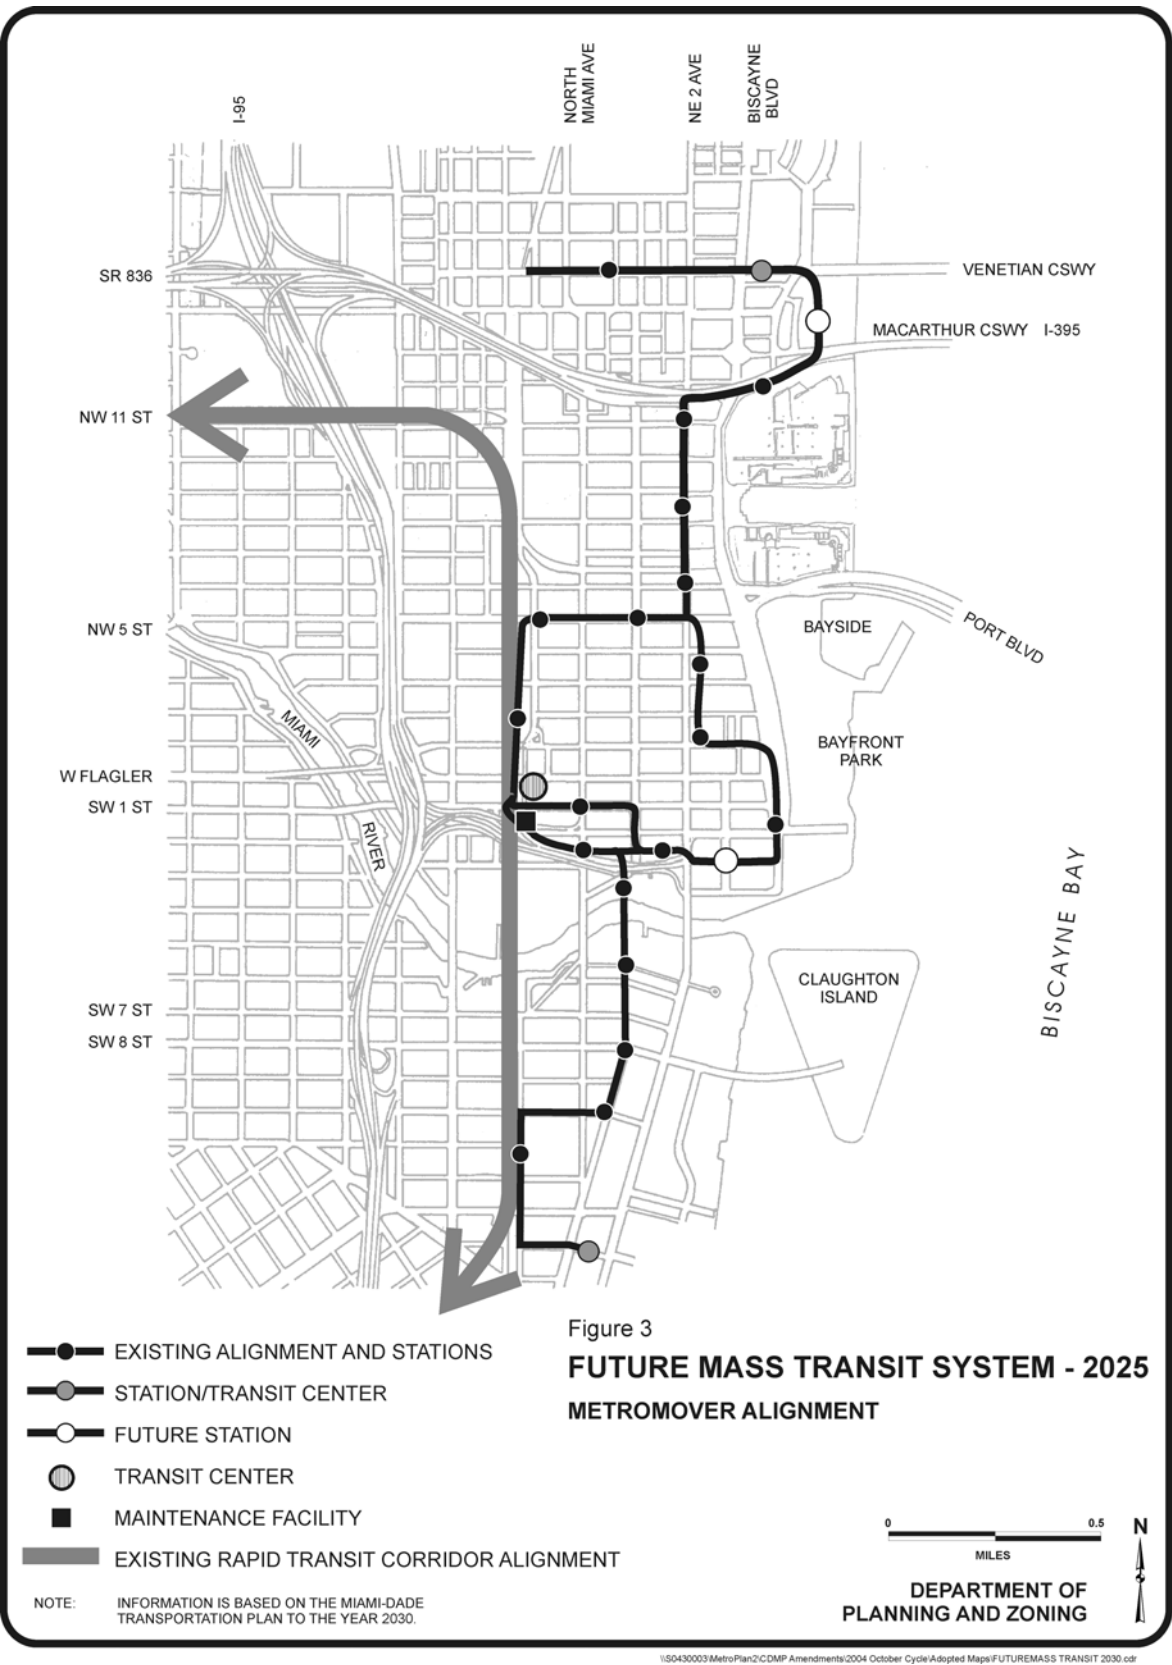 I-95
NORTH
MIAMI AVE
NE 2 AVE
BISCAYNE
BLVD
SR 836
VENETIAN CSWY
MACARTHUR CSWY I-395
NW 11 ST
NW 5 ST
BAYSIDE
PORT BLVD
MIAMI
BAYFRONT
PARK
W FLAGLER
SW 1 ST
RIVER
BISCAYNE BAY
CLAUGHTON
ISLAND
SW 7 ST
SW 8 ST
Figure 3
FUTURE MASS TRANSIT SYSTEM - 2025
METROMOVER ALIGNMENT
EXISTING ALIGNMENT AND STATIONS
STATION/TRANSIT CENTER
FUTURE STATION
TRANSIT CENTER
MAINTENANCE FACILITY
EXISTING RAPID TRANSIT CORRIDOR ALIGNMENT
NOTE: INFORMATION IS BASED ON THE MIAMI-DADE
TRANSPORTATION PLAN TO THE YEAR 2030.
0 0.5
MILES
N
DEPARTMENT OF
PLANNING AND ZONING
\\S0430003\MetroPlan2\CDMP Amendments\2004 October Cycle\Adopted Maps\FUTUREMASS TRANSIT 2030.cdr